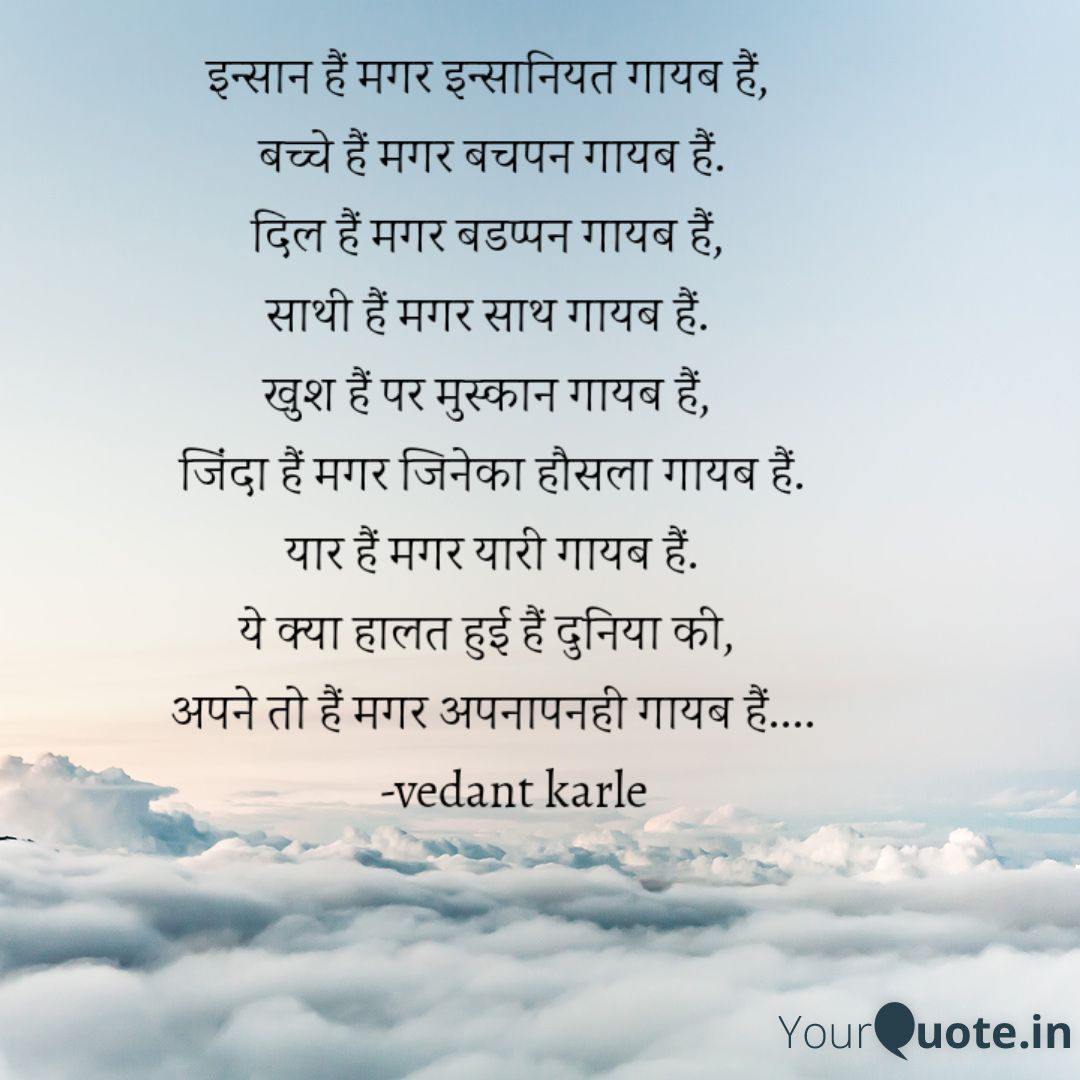 इन्सान हैं मगर इन्सानियत गायब हैं,
बच्चे हैं मगर बचपन गायब हैं.
दिल हैं मगर बडप्पन गायब हैं,
साथी हैं मगर साथ गायब हैं.
खुश हैं पर मुस्कान गायब हैं,
जिंदा हैं मगर जिनेका हौसला गायब हैं.
यार हैं मगर यारी गायब हैं.
ये क्या हालत हुई हैं दुनिया की,
अपने तो हैं मगर अपनापनही गायब हैं....
-vedant karle
YourQuote.in